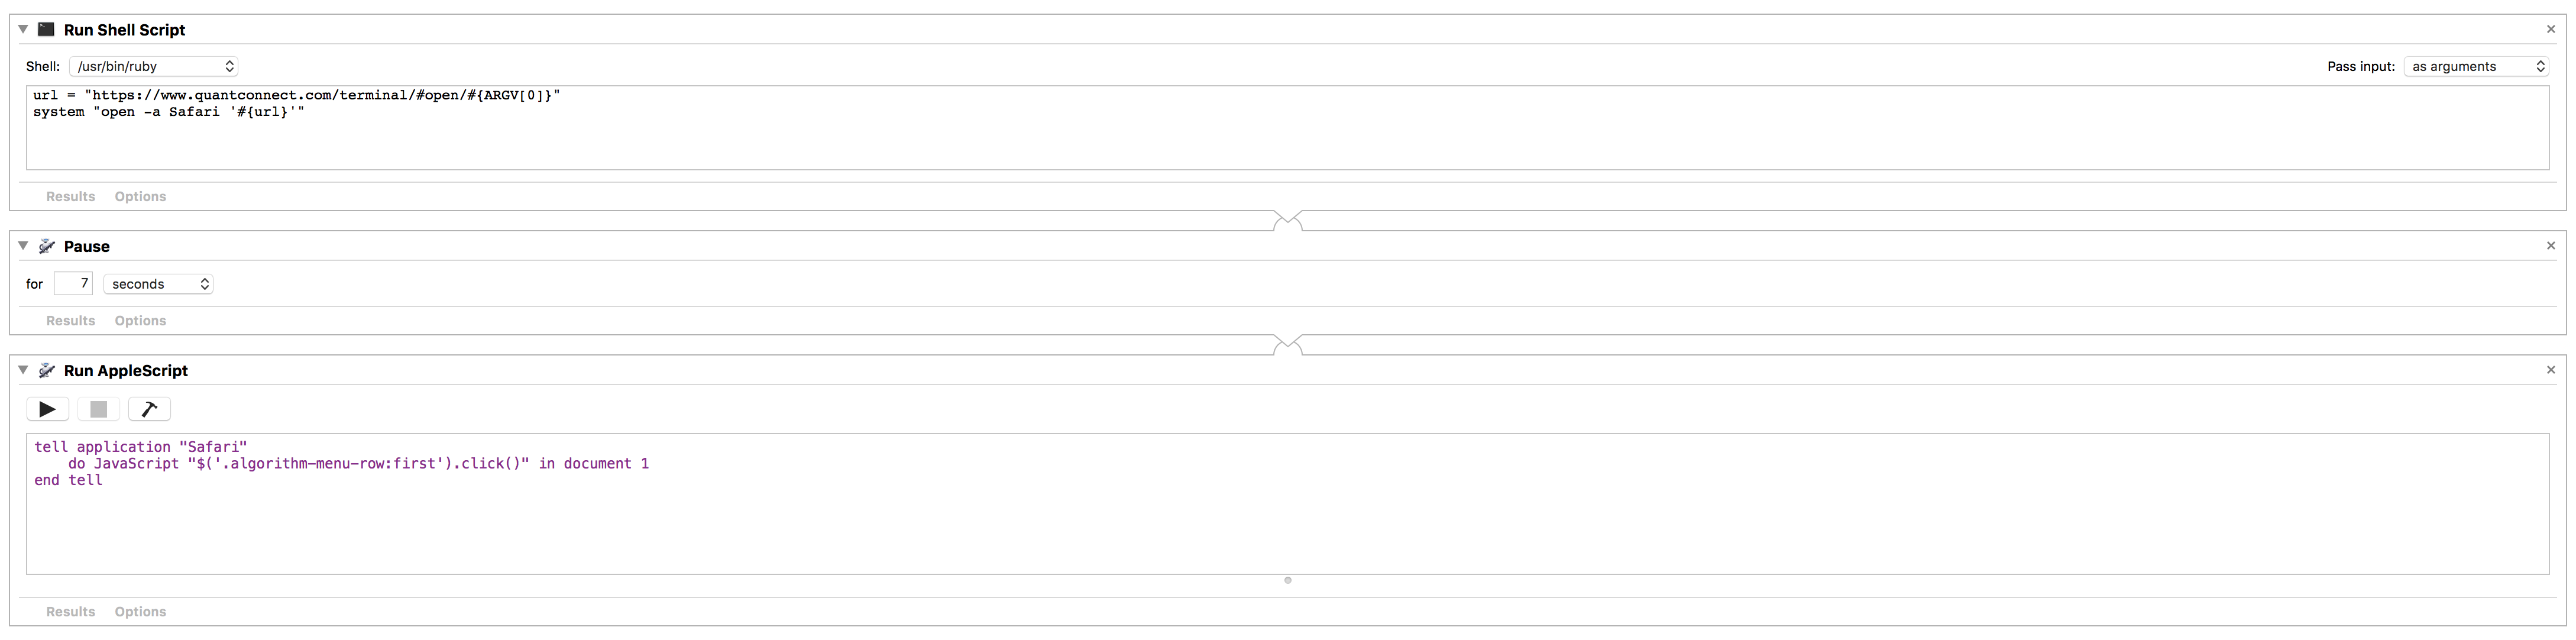 Run Shell Script
Shell: /usr/bin/ruby Pass input: as arguments
url = "https://www.quantconnect.com/terminal/#open/#{ARGV[0]}"
system "open -a Safari '#{url}'"
Results Options
Pause
for 7 seconds
Results Options
Run AppleScript
tell application "Safari"
do JavaScript "$('.algorithm-menu-row:first').click()" in document 1
end tell
Results Options